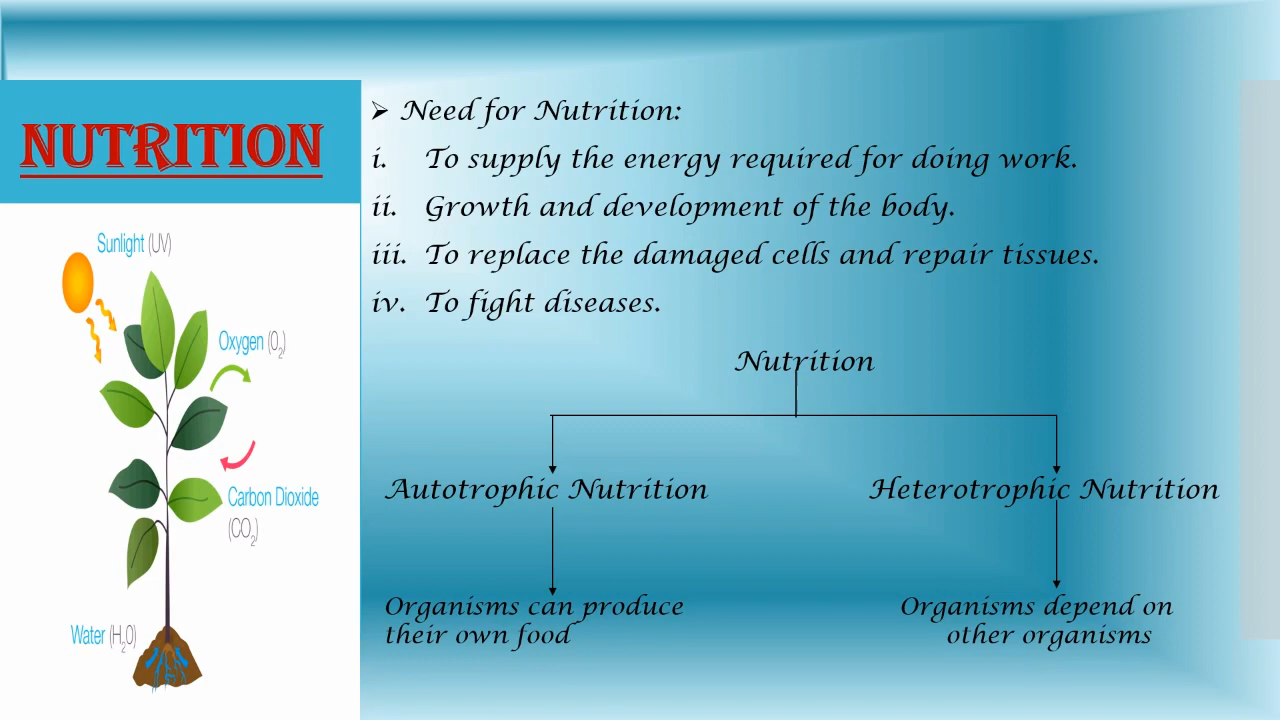 NUTRITION
Sunlight (UV)
Oxygen (O₂)
Carbon Dioxide
(CO₂)
Water (H₂O)
➢ Need for Nutrition:
i. To supply the energy required for doing work.
ii. Growth and development of the body.
iii. To replace the damaged cells and repair tissues.
iv. To fight diseases.
Nutrition
Autotrophic Nutrition
Heterotrophic Nutrition
Organisms can produce
their own food
Organisms depend on
other organisms